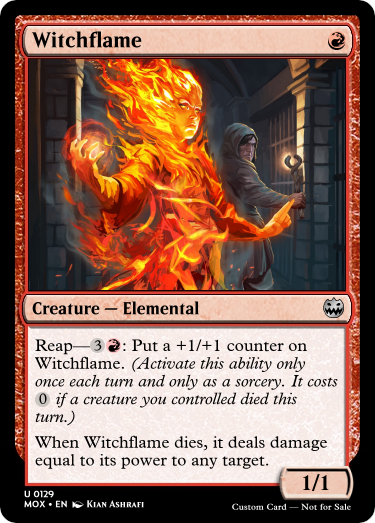 Witchflame
Creature — Elemental
Reap—3R: Put a +1/+1 counter on
Witchflame. (Activate this ability only
once each turn and only as a sorcery. It costs
0 if a creature you controlled died this
turn.)
When Witchflame dies, it deals damage
equal to its power to any target.
1/1
U 0129
MOX • EN Kian Ashrafi
Custom Card — Not for Sale